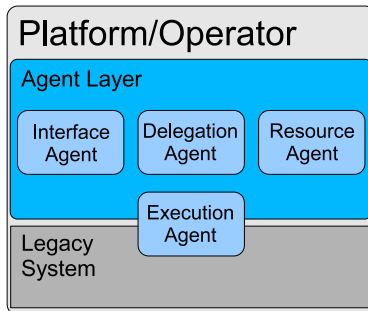 Platform/Operator
Agent Layer
Interface
Agent
Delegation
Agent
Resource
Agent
Execution
Agent
Legacy
System